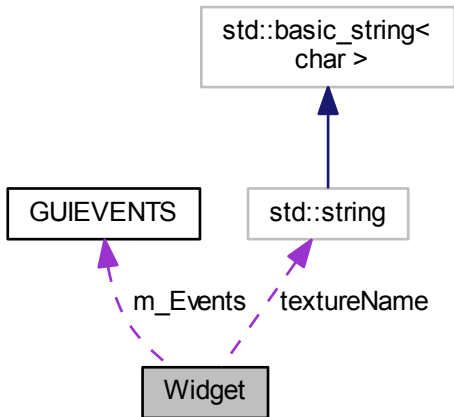 std::basic_string<
char >
GUIEVENTS
std::string
m_Events
textureName
Widget